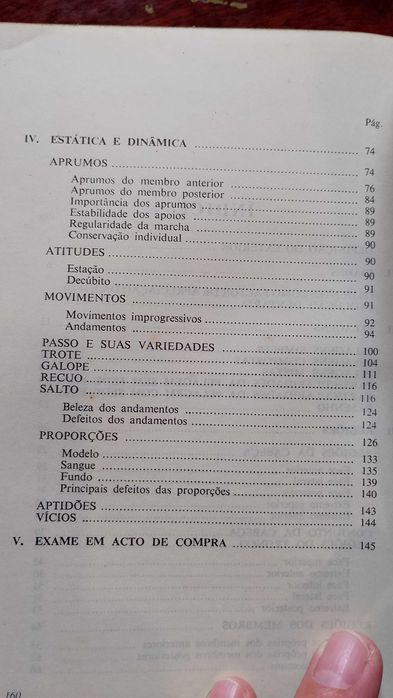 Pág.
IV. ESTÁTICA E DINÂMICA 74
APRUMOS 74
Aprumos do membro anterior 76
Aprumos do membro posterior 84
Importância dos aprumos 89
Estabilidade dos apoios 89
Regularidade da marcha 89
Conservação individual 90
ATITUDES 90
Estação 90
Decúbito 91
MOVIMENTOS 91
Movimentos improgressivos 92
Andamentos 94
PASSO E SUAS VARIEDADES 100
TROTE 104
GALOPE 111
RECUO 116
SALTO 116
Beleza dos andamentos 124
Defeitos dos andamentos 124
PROPORÇÕES 126
Modelo 133
Sangue 135
Fundo 139
Principais defeitos das proporções 140
APTIDÕES 143
VÍCIOS 144
V. EXAME EM ACTO DE COMPRA 145
160